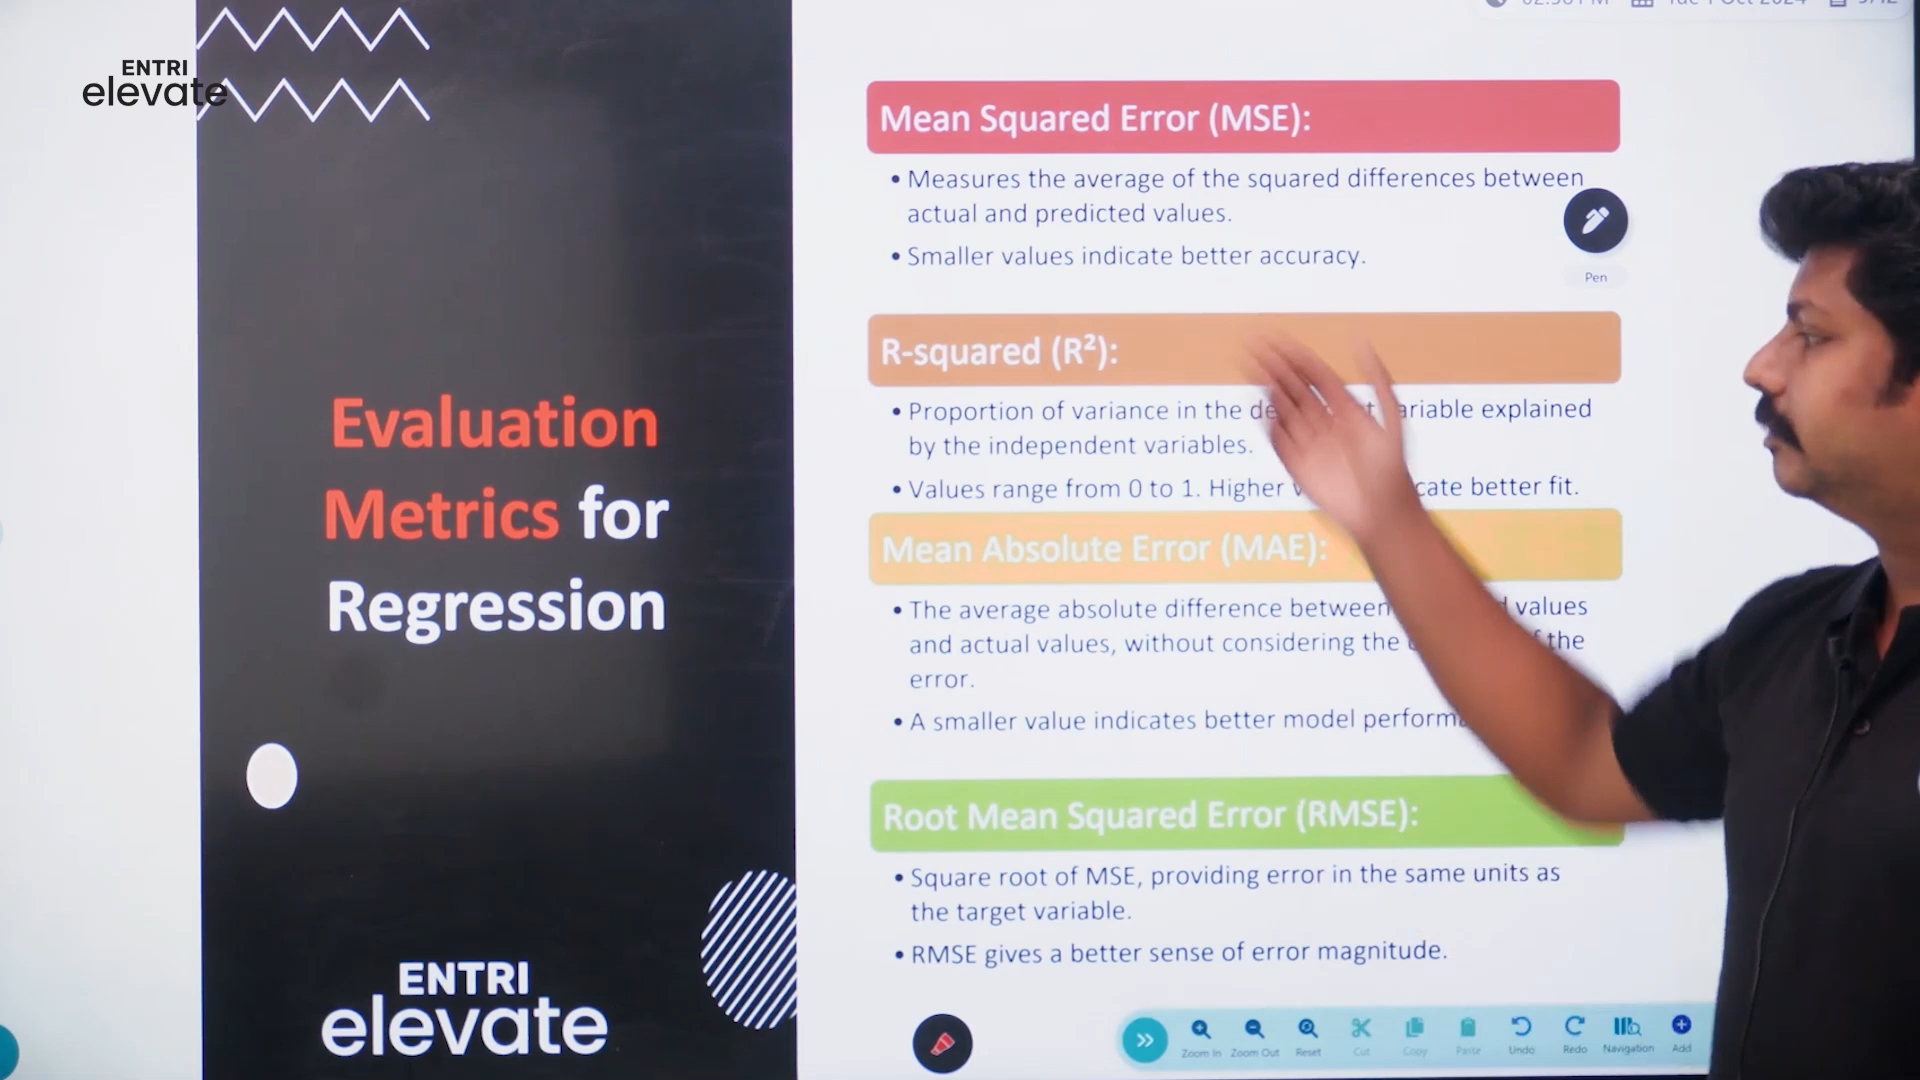 ENTRI
elevate
Evaluation
Metrics for
Regression
ENTRI
elevate
Mean Squared Error (MSE):
• Measures the average of the squared differences between
actual and predicted values.
• Smaller values indicate better accuracy.
Pen
R-squared (R²):
• Proportion of variance in the variable explained
by the independent variables.
• Values range from 0 to 1. Higher better fit.
Mean Absolute Error (MAE):
• The average absolute difference between values
and actual values, without considering the the
error.
• A smaller value indicates better model
Root Mean Squared Error (RMSE):
• Square root of MSE, providing error in the same units as
the target variable.
• RMSE gives a better sense of error magnitude.
Zoom In Zoom Out Reset Cut Copy Paste Undo Redo Navigation Add